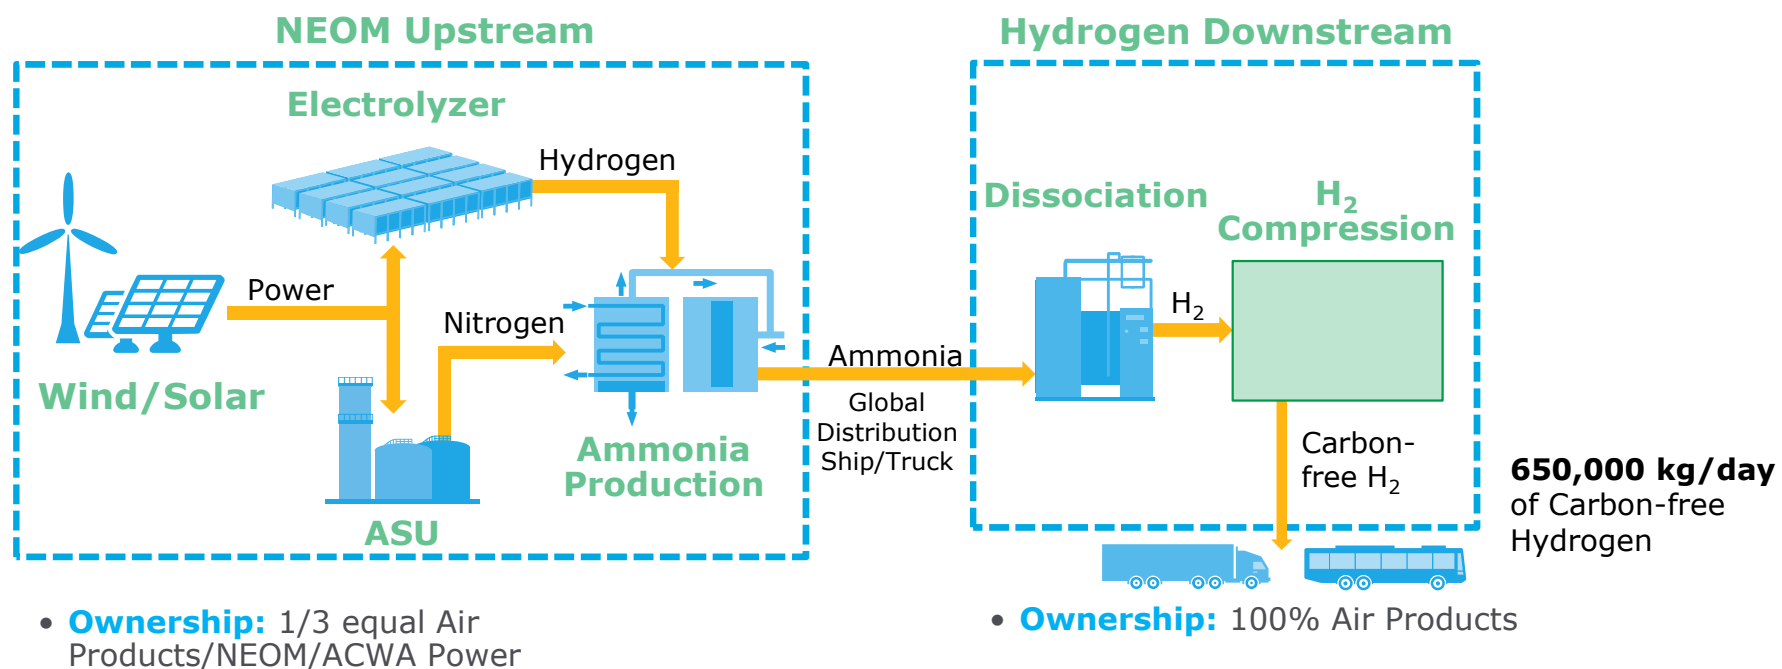 NEOM Upstream
Electrolyzer
Hydrogen
Power
Nitrogen
Wind/Solar
Ammonia
Production
ASU
Ammonia
Global
Distribution
Ship/Truck
• Ownership: 1/3 equal Air
Products/NEOM/ACWA Power
Hydrogen Downstream
Dissociation
H₂
Compression
H₂
Carbon-
free H₂
650,000 kg/day
of Carbon-free
Hydrogen
• Ownership: 100% Air Products